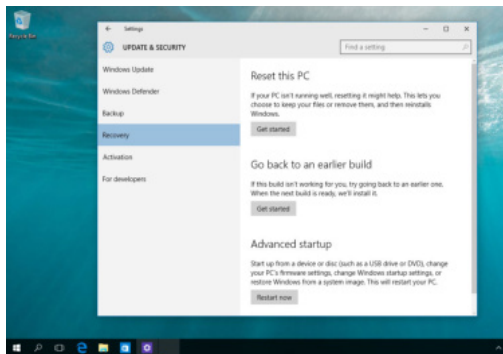 Recycle Bin
Settings
UPDATE & SECURITY
Find a setting
Windows Update
Windows Defender
Backup
Recovery
Activation
For developers
Reset this PC
If your PC isn't running well, resetting it might help. This lets you
choose to keep your files or remove them, and then reinstalls
Windows.
Get started
Go back to an earlier build
If this build isn't working for you, try going back to an earlier one.
When the next build is ready, we'll install it.
Get started
Advanced startup
Start up from a device or disc (such as a USB drive or DVD), change
your PC's firmware settings, change Windows startup settings, or
restore Windows from a system image. This will restart your PC.
Restart now